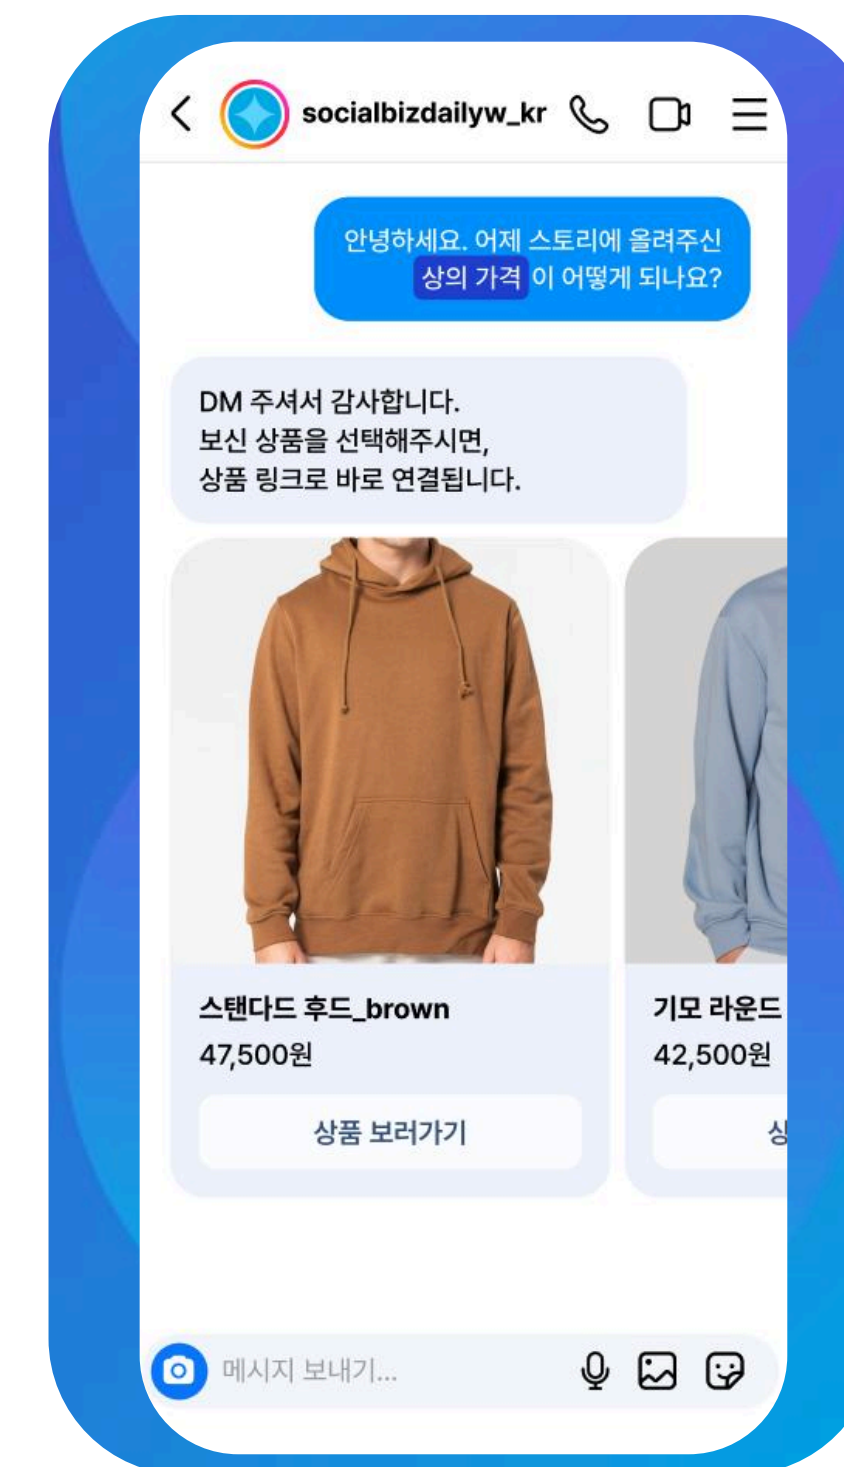 socialbizdailyw_kr
안녕하세요. 어제 스토리에 올려주신
상의 가격 이 어떻게 되나요?
DM 주셔서 감사합니다.
보신 상품을 선택해주시면,
상품 링크로 바로 연결됩니다.
스탠다드 후드_brown
47,500원
상품 보러가기
기모 라운드
42,500원
메시지 보내기...